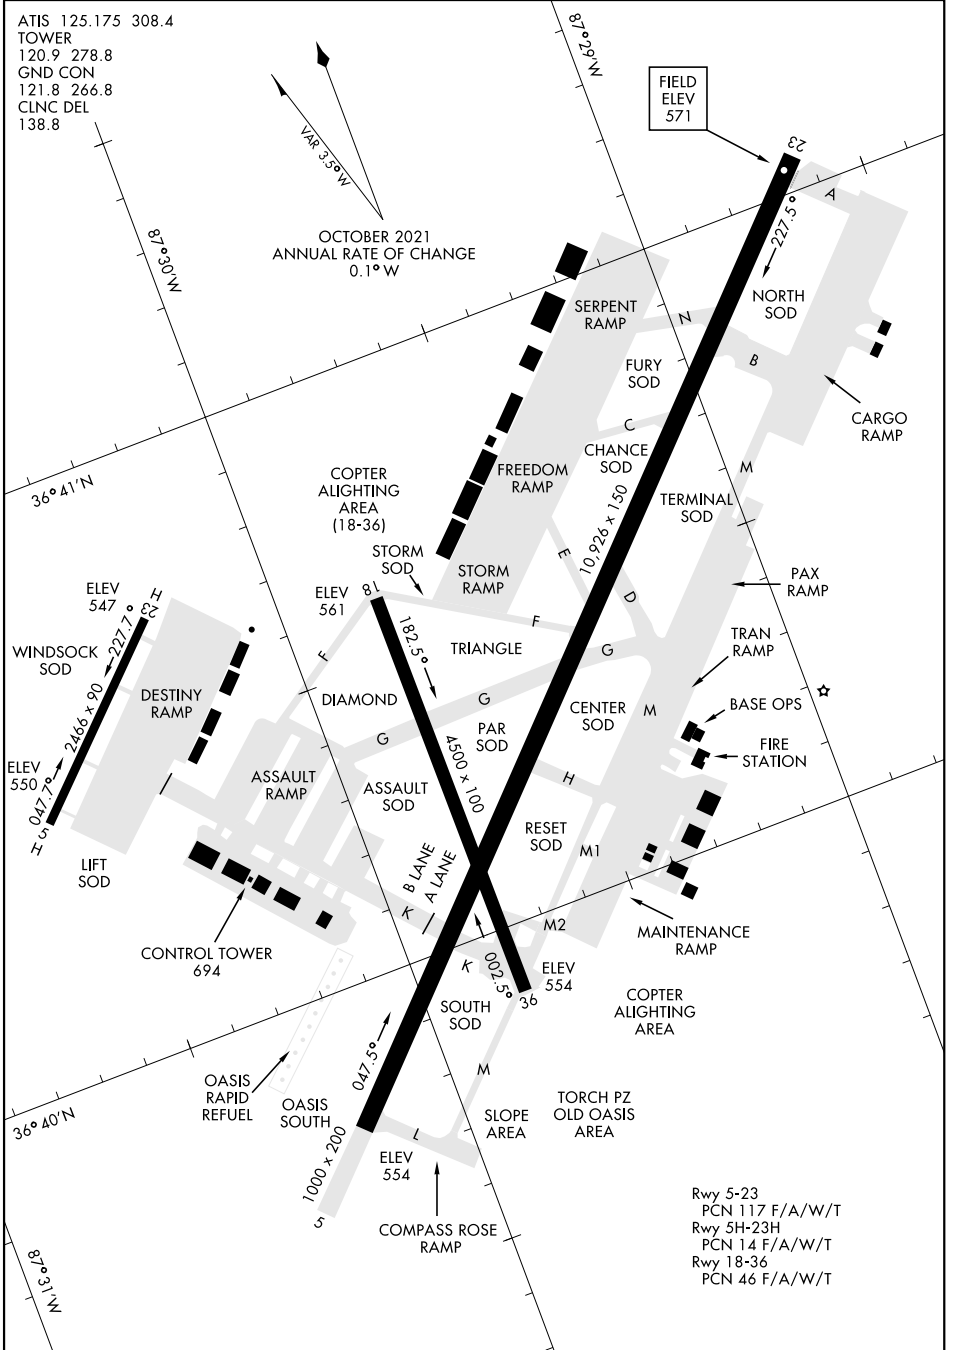 ATIS 125.175 308.4
TOWER
120.9 278.8
GND CON
121.8 266.8
CLNC DEL
138.8
87°29'W
FIELD
ELEV
571
VAR 3.5°W
OCTOBER 2021
ANNUAL RATE OF CHANGE
0.1°W
87°30'W
23
A
227.5°
NORTH
SOD
SERPENT
RAMP
N
B
FURY
SOD
CARGO
RAMP
C
CHANCE
SOD
36°41'N
COPTER
ALIGHTING
AREA
(18-36)
FREEDOM
RAMP
M
TERMINAL
SOD
10,926 x 150
STORM
SOD
STORM
RAMP
E
D
PAX
RAMP
ELEV
547
H
23
ELEV
561
18
227.7°
WINDSOCK
SOD
182.5°
F
F
TRIANGLE
G
TRAN
RAMP
DESTINY
RAMP
DIAMOND
G
G
PAR
SOD
CENTER
SOD
M
BASE OPS
2466 x 90
FIRE
STATION
ELEV
550
047.7°
5
H
ASSAULT
RAMP
ASSAULT
SOD
4500 x 100
H
RESET
SOD
M1
LIFT
SOD
B LANE
A LANE
K
M2
MAINTENANCE
RAMP
CONTROL TOWER
694
K
002.5°
36
ELEV
554
SOUTH
SOD
COPTER
ALIGHTING
AREA
047.5°
OASIS
RAPID
REFUEL
OASIS
SOUTH
M
SLOPE
AREA
TORCH PZ
OLD OASIS
AREA
36°40'N
L
ELEV
554
1000 x 200
5
COMPASS ROSE
RAMP
87°31'W
Rwy 5-23
PCN 117 F/A/W/T
Rwy 5H-23H
PCN 14 F/A/W/T
Rwy 18-36
PCN 46 F/A/W/T